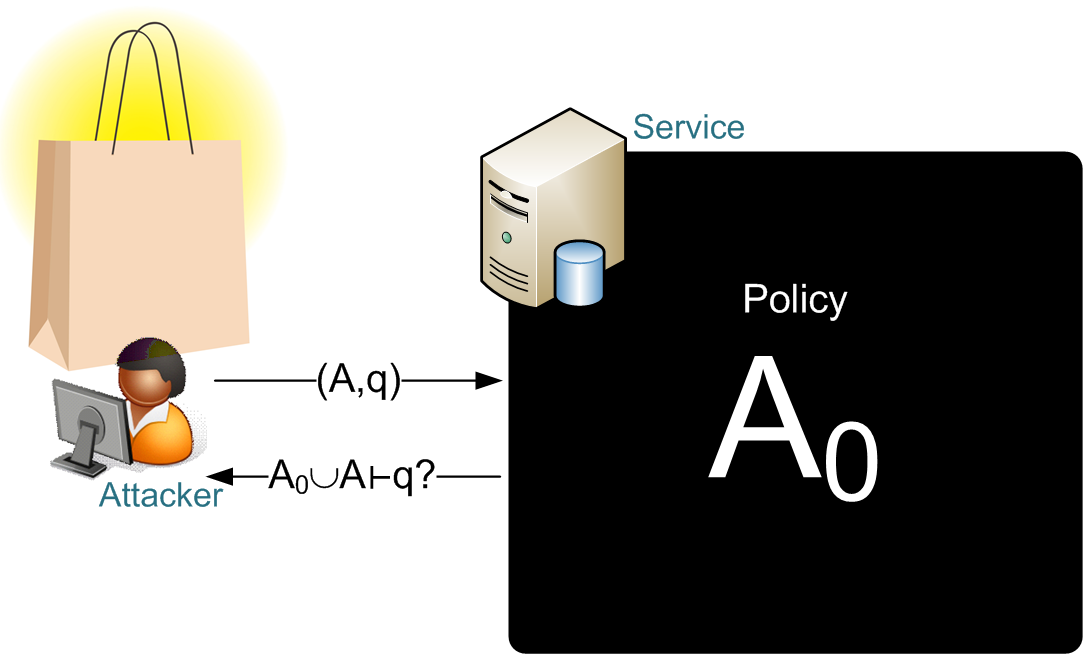 Service
Policy
A₀
(A,q)
A₀∪A⊢q?
Attacker